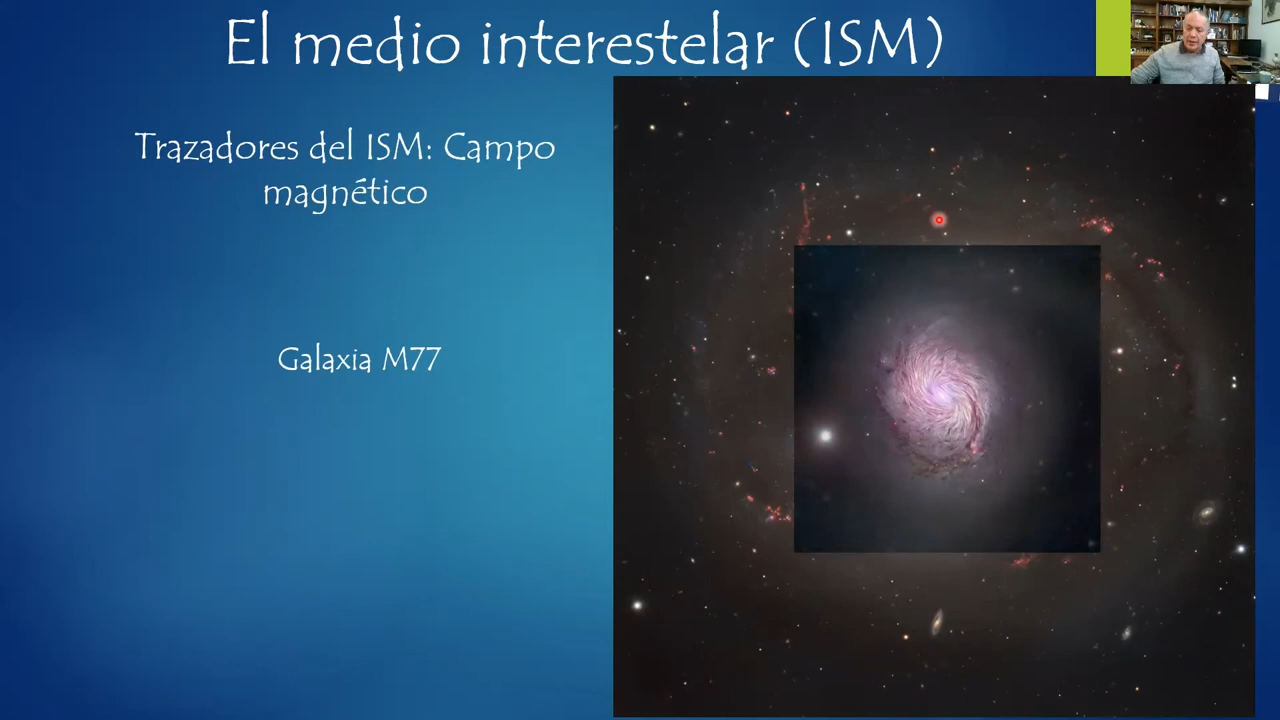 El medio interestelar (ISM)
Trazadores del ISM: Campo
magnético
Galaxia M77